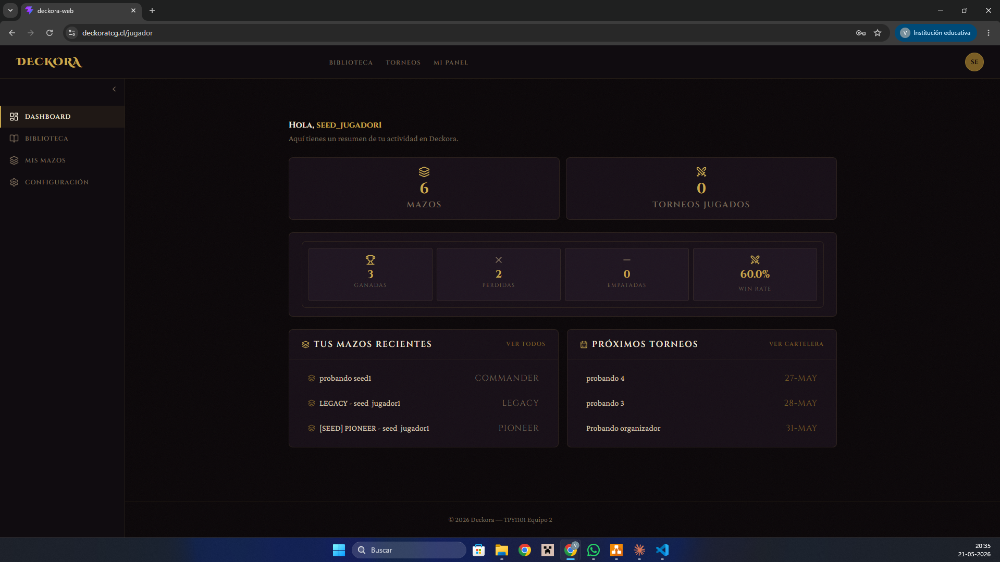 deckora-web
deckoratcg.cl/jugador
V Institución educativa
DECKORA
BIBLIOTECA TORNEOS MI PANEL
SE
DASHBOARD
BIBLIOTECA
MIS MAZOS
CONFIGURACIÓN
HOLA, SEED_JUGADOR1
Aquí tienes un resumen de tu actividad en Deckora.
6
MAZOS
0
TORNEOS JUGADOS
3
GANADAS
2
PERDIDAS
0
EMPATADAS
60.0%
WIN RATE
TUS MAZOS RECIENTES VER TODOS
probando seed1 COMMANDER
LEGACY - seed_jugador1 LEGACY
[SEED] PIONEER - seed_jugador1 PIONEER
PRÓXIMOS TORNEOS VER CARTELERA
probando 4 27-MAY
probando 3 28-MAY
Probando organizador 31-MAY
© 2026 Deckora — TPY1101 Equipo 2
Buscar
V
20:35
21-05-2026